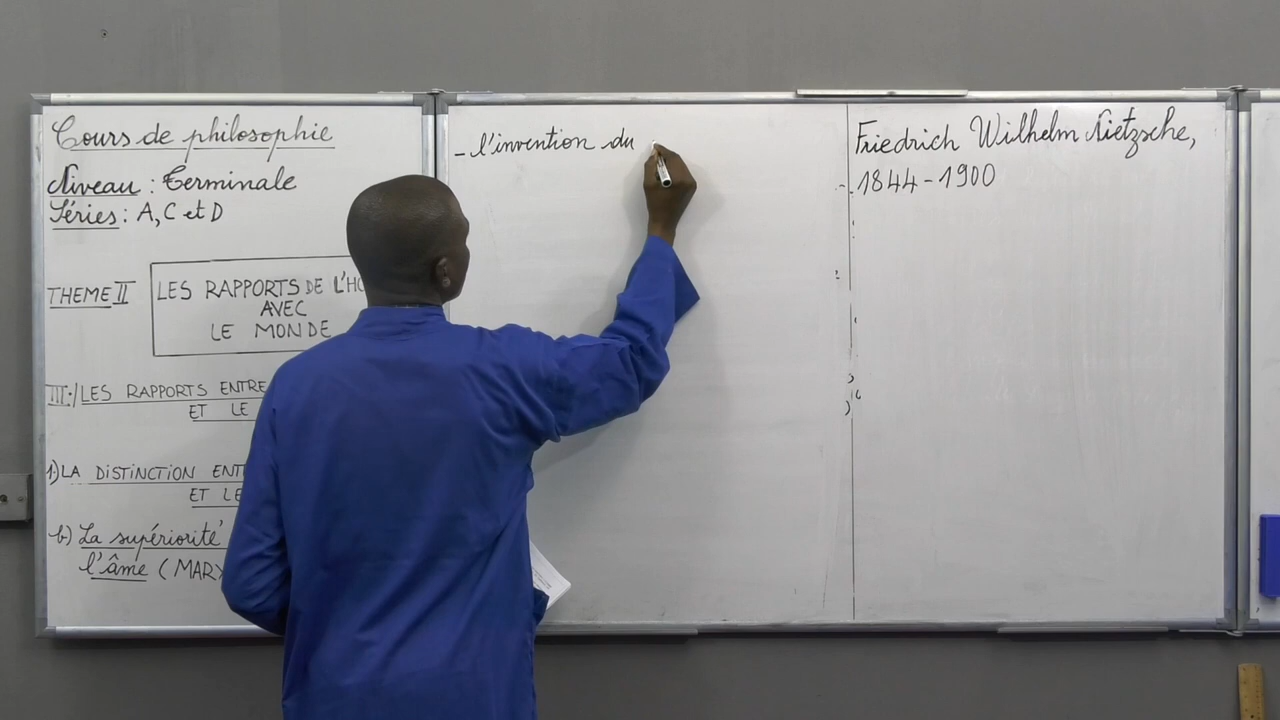 Cours de philosophie
Niveau : Terminale
Séries : A, C et D
THEME II
LES RAPPORTS DE L'HO
AVEC
LE MONDE
III:/ LES RAPPORTS ENTRE
ET LE
1) LA DISTINCTION ENT
ET LE
b) La supériorité
l'âme (MARX
- l'invention du
Friedrich Wilhelm Nietzsche,
1844-1900